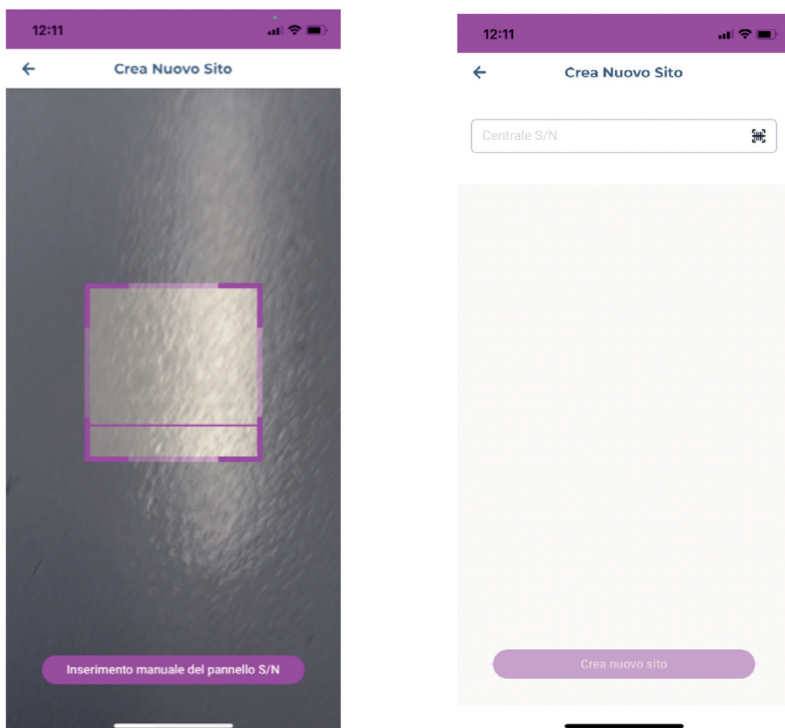 12:11
Crea Nuovo Sito
Inserimento manuale del pannello S/N
12:11
Crea Nuovo Sito
Centrale S/N
Crea nuovo sito